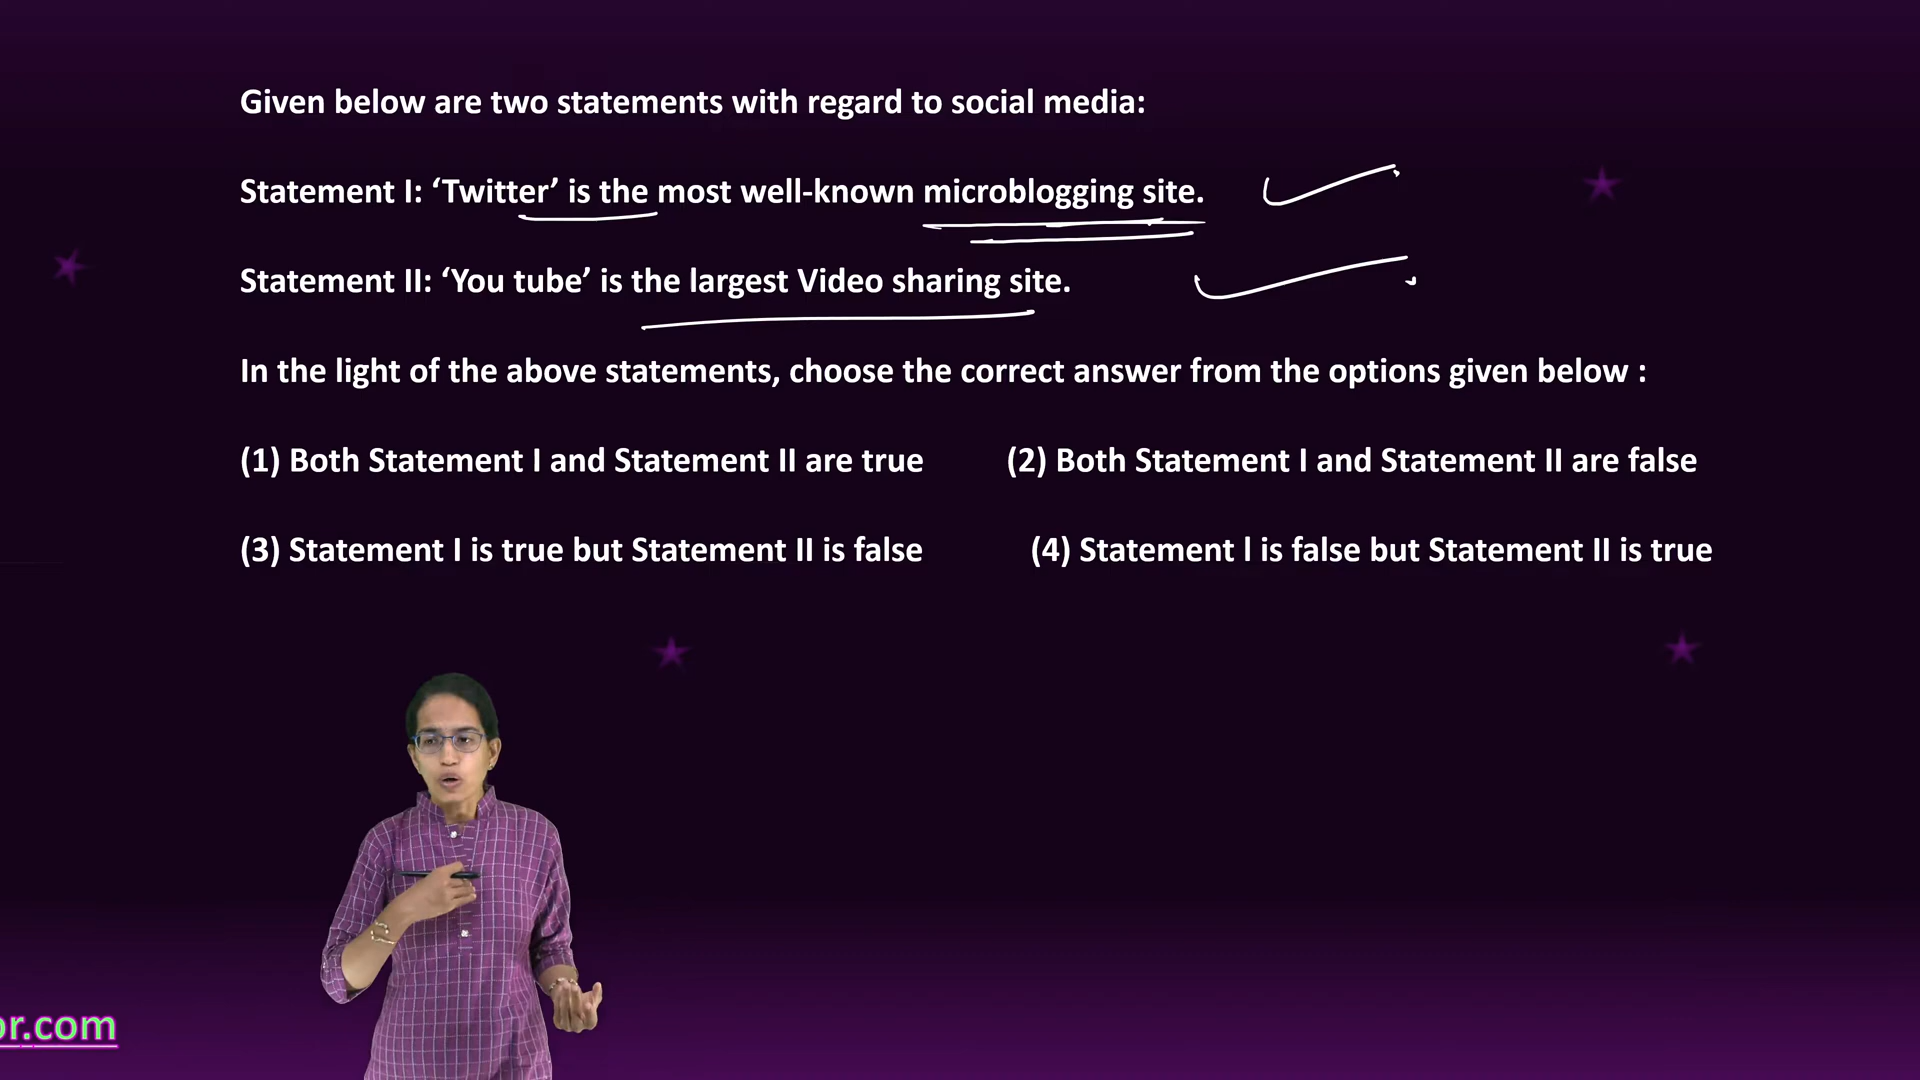 Given below are two statements with regard to social media:
Statement I: ‘Twitter’ is the most well-known microblogging site.
Statement II: ‘You tube’ is the largest Video sharing site.
In the light of the above statements, choose the correct answer from the options given below :
(1) Both Statement I and Statement II are true (2) Both Statement I and Statement II are false
(3) Statement I is true but Statement II is false (4) Statement l is false but Statement II is true
or.com